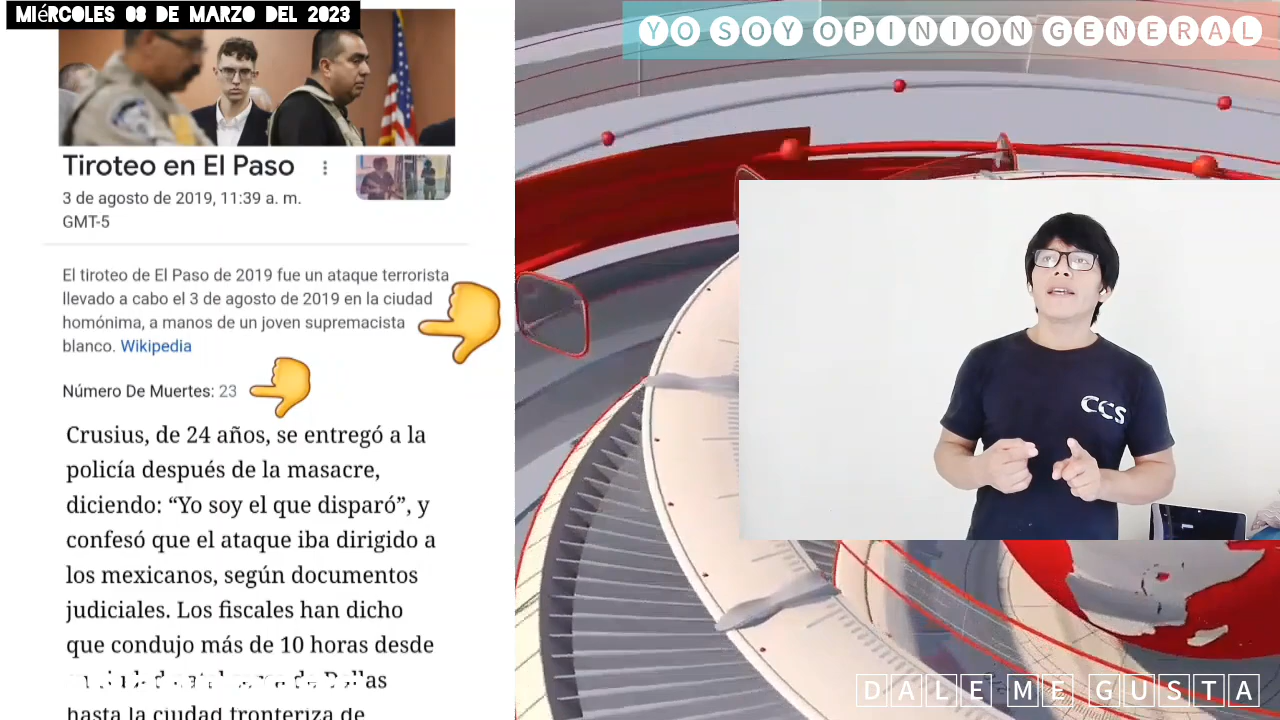 MIÉRCOLES 08 DE MARZO DEL 2023
YO SOY OPINION GENERAL
Tiroteo en El Paso
3 de agosto de 2019, 11:39 a. m.
GMT-5
El tiroteo de El Paso de 2019 fue un ataque terrorista
llevado a cabo el 3 de agosto de 2019 en la ciudad
homónima, a manos de un joven supremacista
blanco. Wikipedia
Número De Muertes: 23
Crusius, de 24 años, se entregó a la
policía después de la masacre,
diciendo: “Yo soy el que disparó”, y
confesó que el ataque iba dirigido a
los mexicanos, según documentos
judiciales. Los fiscales han dicho
que condujo más de 10 horas desde
hasta la ciudad fronteriza de
CCS
DALE ME GUSTA